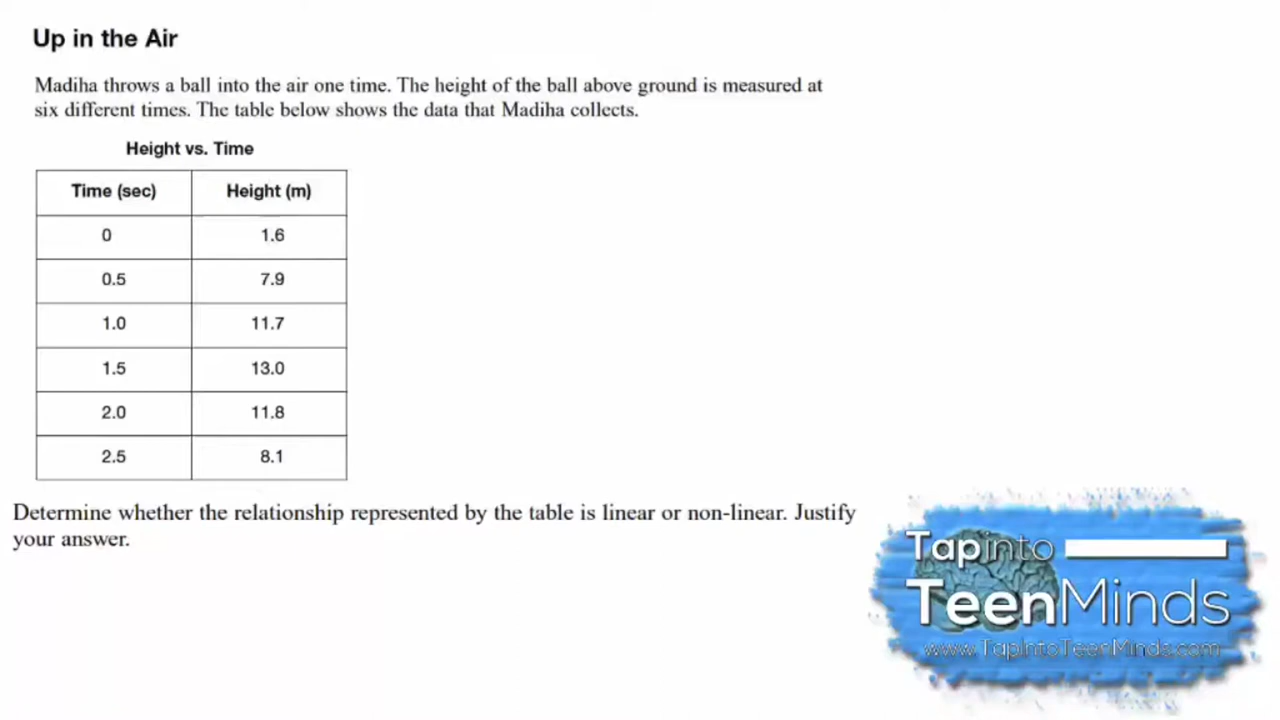 Up in the Air
Madiha throws a ball into the air one time. The height of the ball above ground is measured at
six different times. The table below shows the data that Madiha collects.
Height vs. Time
Time (sec) Height (m)
0 1.6
0.5 7.9
1.0 11.7
1.5 13.0
2.0 11.8
2.5 8.1
Determine whether the relationship represented by the table is linear or non-linear. Justify
your answer.
Tap into
TeenMinds
www.TapIntoTeenMinds.com